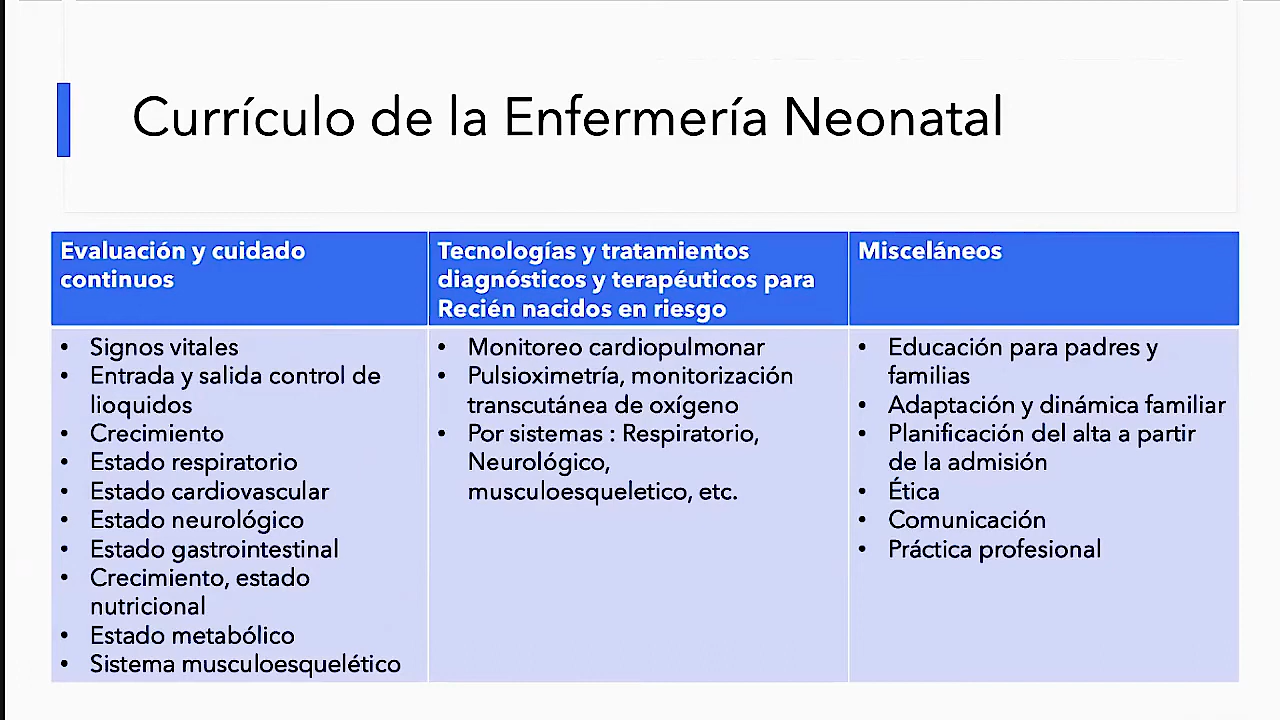 Currículo de la Enfermería Neonatal
Evaluación y cuidado
continuos
Tecnologías y tratamientos
diagnósticos y terapéuticos para
Recién nacidos en riesgo
Misceláneos
• Signos vitales
• Entrada y salida control de
lioquidos
• Crecimiento
• Estado respiratorio
• Estado cardiovascular
• Estado neurológico
• Estado gastrointestinal
• Crecimiento, estado
nutricional
• Estado metabólico
• Sistema musculoesquelético
• Monitoreo cardiopulmonar
• Pulsioximetría, monitorización
transcutánea de oxígeno
• Por sistemas : Respiratorio,
Neurológico,
musculoesqueletico, etc.
• Educación para padres y
familias
• Adaptación y dinámica familiar
• Planificación del alta a partir
de la admisión
• Ética
• Comunicación
• Práctica profesional